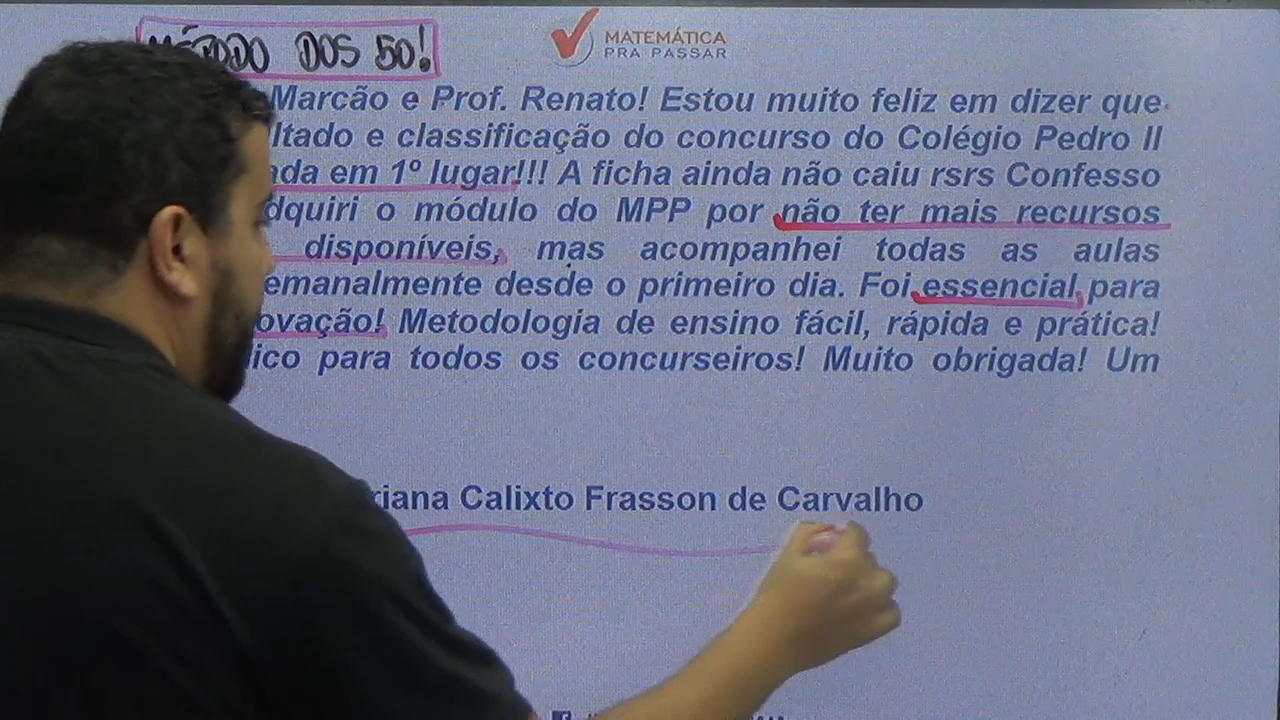 MÉTODO DOS 50!
MATEMÁTICA
PRA PASSAR
Marcão e Prof. Renato! Estou muito feliz em dizer que
ltado e classificação do concurso do Colégio Pedro II
ada em 1º lugar!!! A ficha ainda não caiu rsrs Confesso
dquiri o módulo do MPP por não ter mais recursos
disponíveis, mas acompanhei todas as aulas
emanalmente desde o primeiro dia. Foi essencial para
ovação! Metodologia de ensino fácil, rápida e prática!
ico para todos os concurseiros! Muito obrigada! Um
riana Calixto Frasson de Carvalho